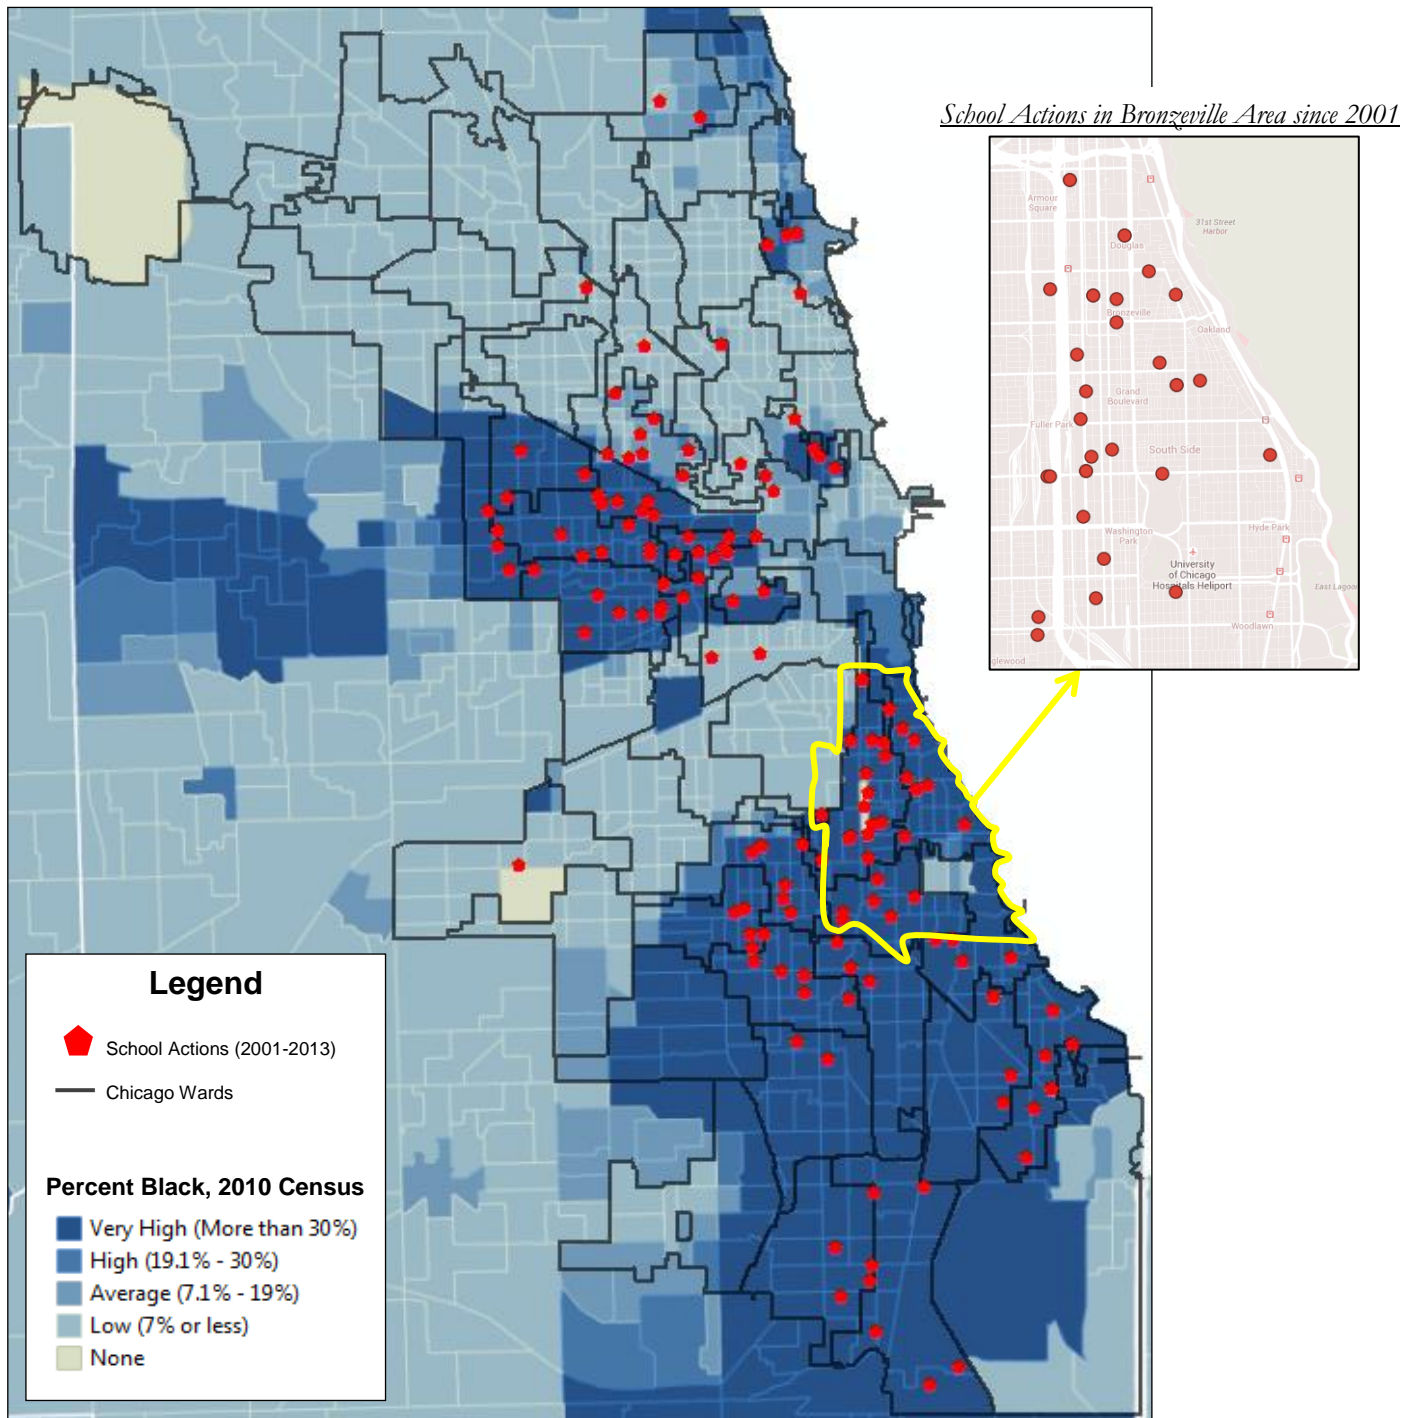 School Actions in Bronzeville Area since 2001
Armour
Square
31st Street
Harbor
Douglas
Bronzeville
Oakland
Grand
Boulevard
Fuller Park
South Side
Washington
Park
Hyde Park
University
of Chicago
Hospitals Heliport
East Lagoo
Woodlawn
glewood
Legend
School Actions (2001-2013)
Chicago Wards
Percent Black, 2010 Census
Very High (More than 30%)
High (19.1% - 30%)
Average (7.1% - 19%)
Low (7% or less)
None